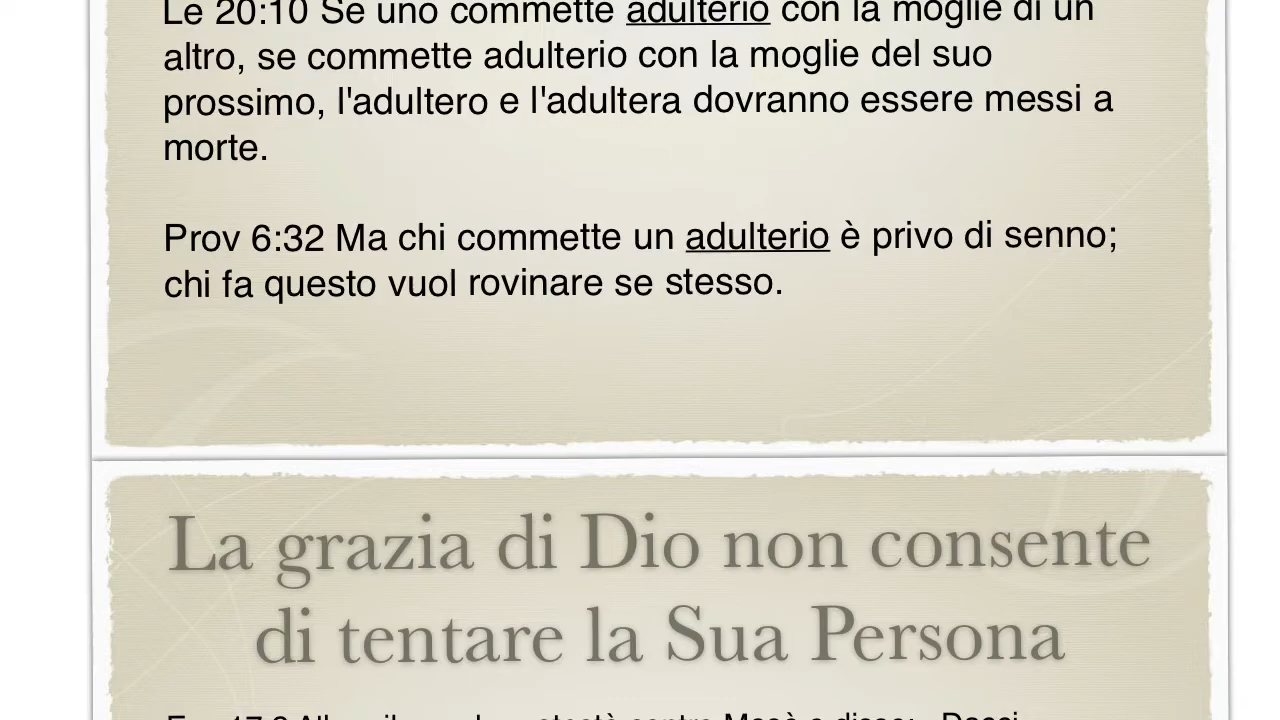 Le 20:10 Se uno commette adulterio con la moglie di un
altro, se commette adulterio con la moglie del suo
prossimo, l'adultero e l'adultera dovranno essere messi a
morte.
Prov 6:32 Ma chi commette un adulterio è privo di senno;
chi fa questo vuol rovinare se stesso.
La grazia di Dio non consente
di tentare la Sua Persona